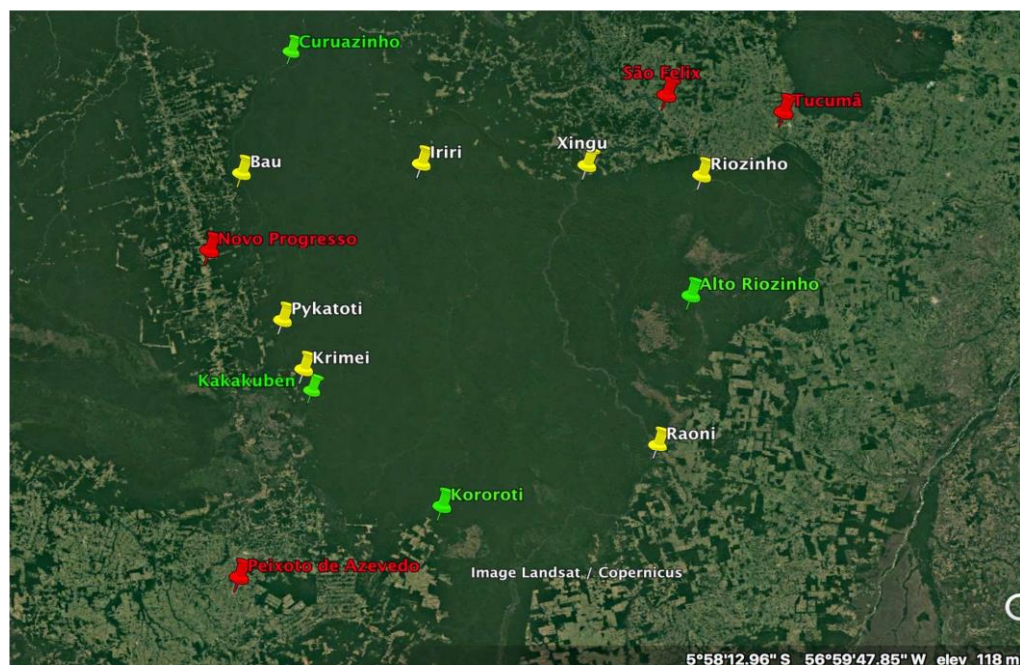 Curuazinho
São Felix
Tucumã
Xingu
Iriri
Bau
Riozinho
Novo Progresso
Alto Riozinho
Pykatoti
Krimei
Kakakuben
Raoni
Kororoti
Peixoto de Azevedo
Image Landsat / Copernicus
5°58'12.96" S 56°59'47.85" W elev 118 m